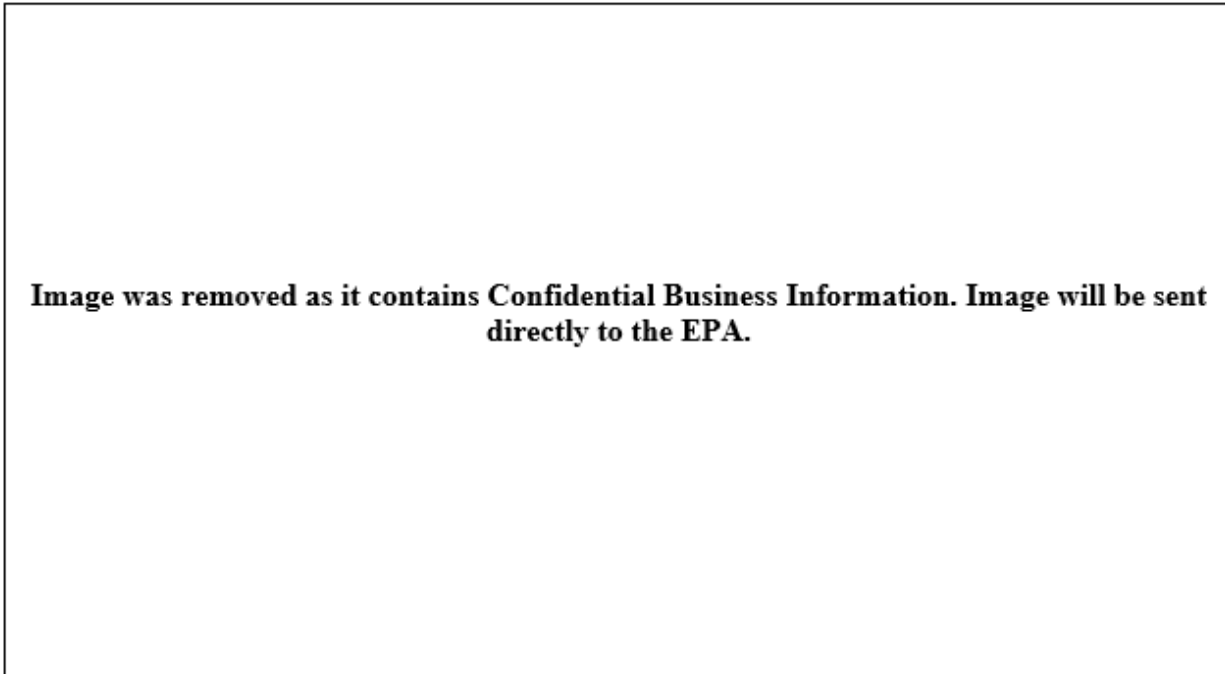 Image was removed as it contains Confidential Business Information. Image will be sent
directly to the EPA.